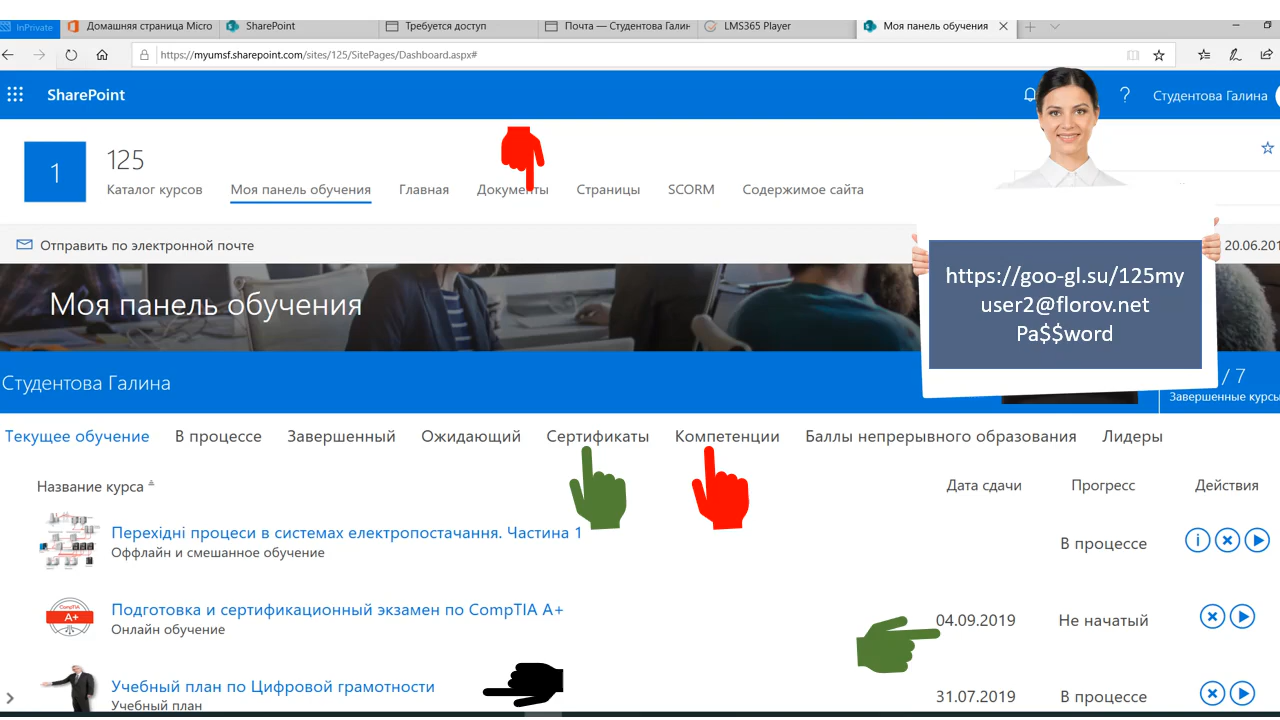 InPrivate
Домашняя страница Micro
SharePoint
Требуется доступ
Почта — Студентова Галин
LMS365 Player
Моя панель обучения
https://myumsf.sharepoint.com/sites/125/SitePages/Dashboard.aspx#
SharePoint
?
Студентова Галина
1
125
Каталог курсов Моя панель обучения Главная Документы Страницы SCORM Содержимое сайта
Отправить по электронной почте
20.06.201
Моя панель обучения
https://goo-gl.su/125my
user2@florov.net
Pa$$word
Студентова Галина
/ 7
Завершенные курсы
Текущее обучение В процессе Завершенный Ожидающий Сертификаты Компетенции Баллы непрерывного образования Лидеры
Название курса Дата сдачи Прогресс Действия
Перехідні процеси в системах електропостачання. Частина 1
Оффлайн и смешанное обучение
В процессе
CompTIA
A+
Подготовка и сертификационный экзамен по CompTIA A+
Онлайн обучение
04.09.2019 Не начатый
Учебный план по Цифровой грамотности
Учебный план
31.07.2019 В процессе